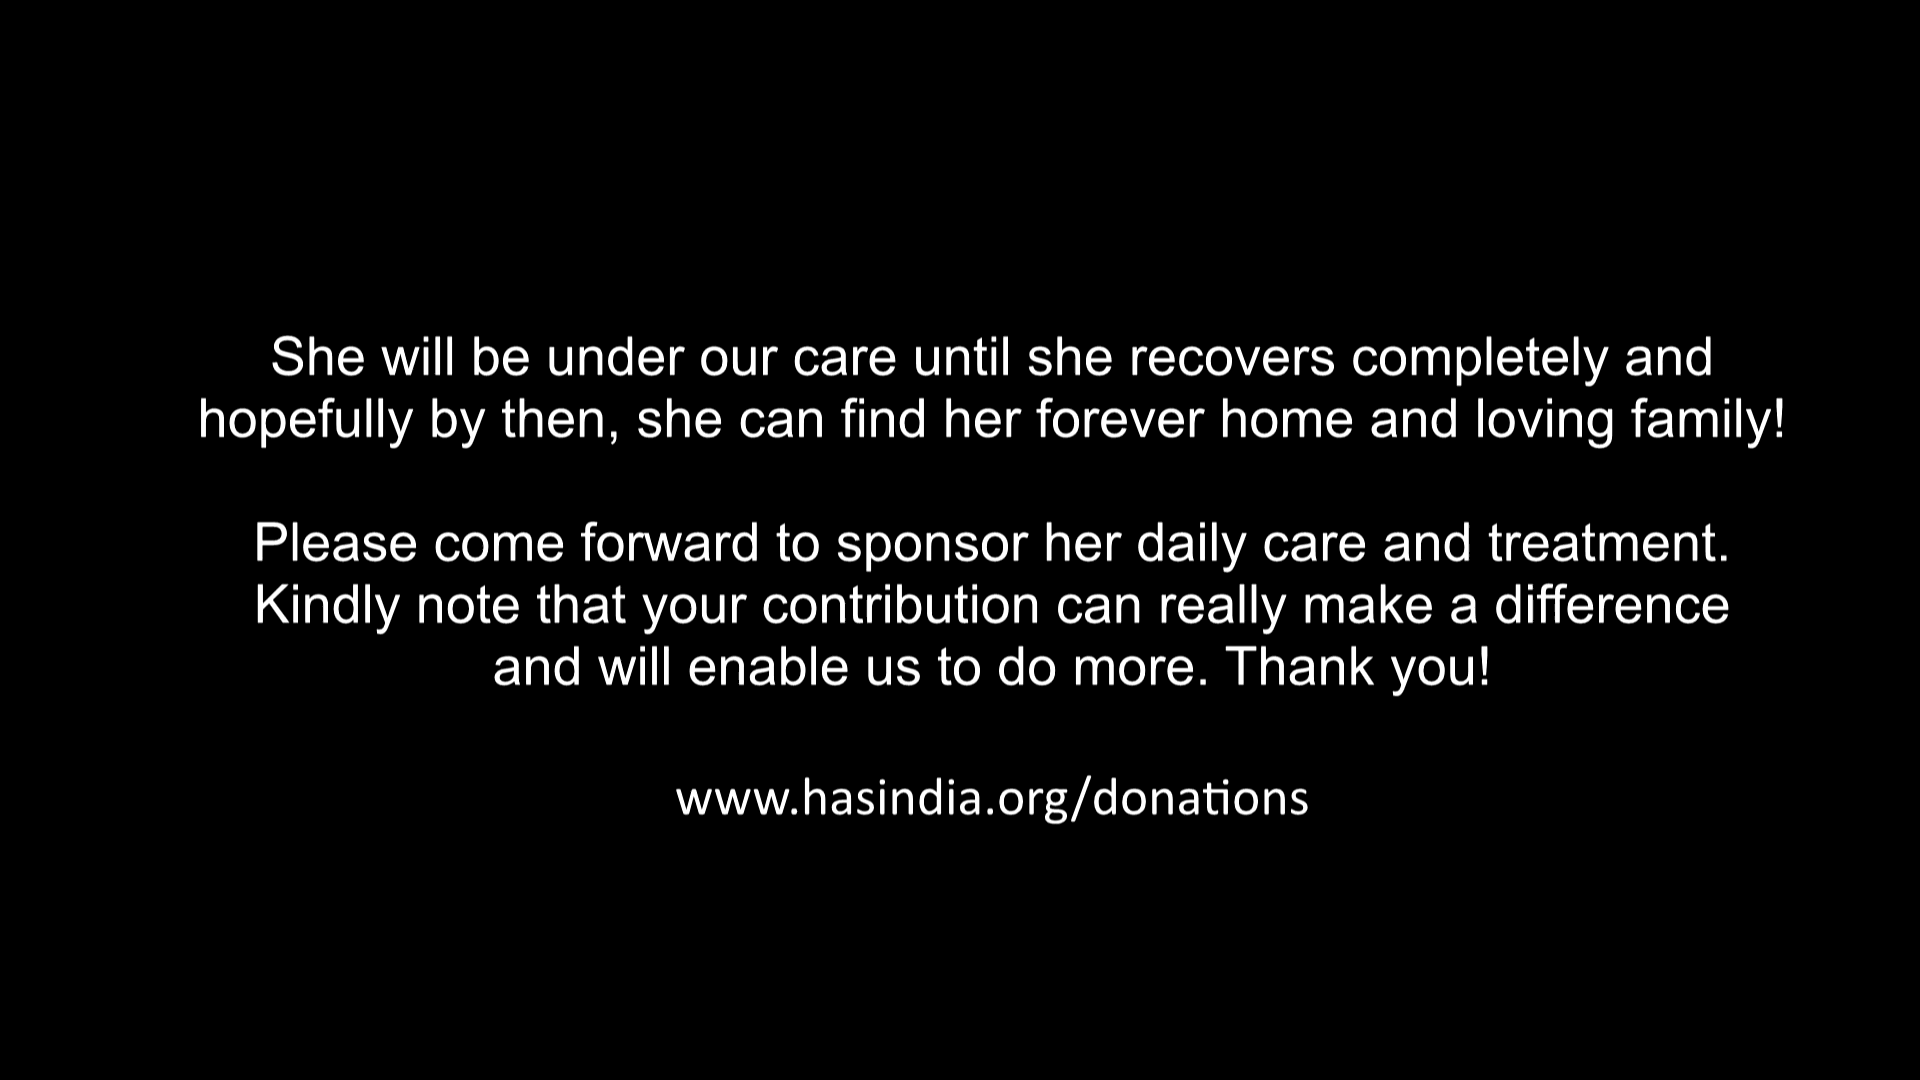 She will be under our care until she recovers completely and
hopefully by then, she can find her forever home and loving family!
Please come forward to sponsor her daily care and treatment.
Kindly note that your contribution can really make a difference
and will enable us to do more. Thank you!
www.hasindia.org/donations